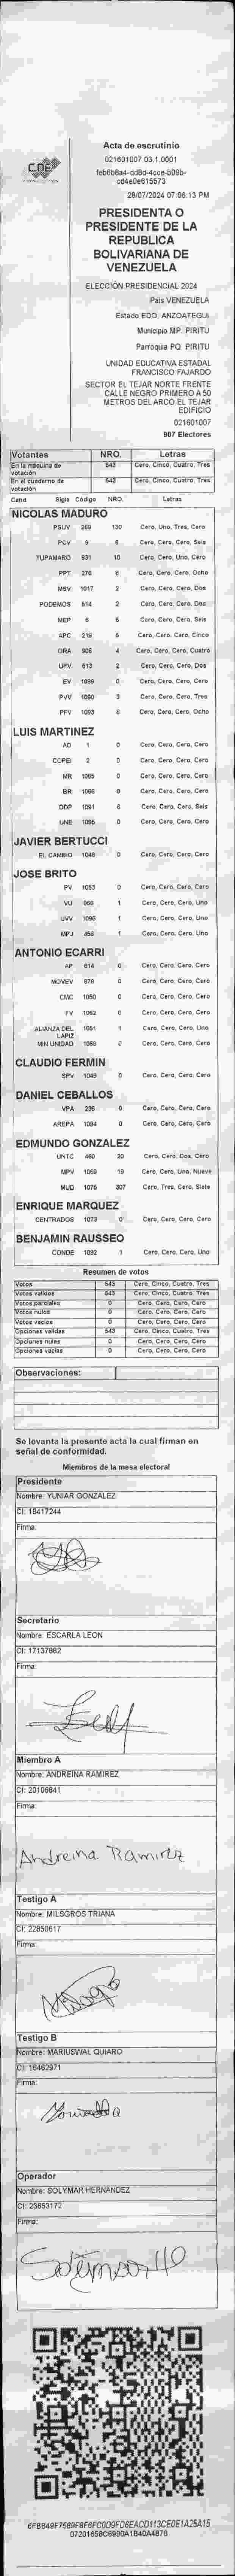 CNE
Acta de escrutinio
021601007.03.1.0001
28/07/2024 07:06:13 PM
PRESIDENTA O
PRESIDENTE DE LA
REPUBLICA
BOLIVARIANA DE
VENEZUELA
ELECCIÓN PRESIDENCIAL 2024
País VENEZUELA
Estado EDO. ANZOATEGUI
Municipio MP. PIRITU
Parroquia PQ. PIRITU
UNIDAD EDUCATIVA ESTADAL
FRANCISCO FAJARDO
SECTOR EL TEJAR NORTE FRENTE
CALLE NEGRO PRIMERO A 50
METROS DEL ARCO EL TEJAR
EDIFICIO
021601007
907 Electores
Votantes NRO. Letras
En la máquina de votación 543 Cero, Cinco, Cuatro, Tres
En el cuaderno de votación 543 Cero, Cinco, Cuatro, Tres
Cand. Sigla Codigo NRO. Letras
NICOLAS MADURO
PSUV 269 130 Cero, Uno, Tres, Cero
PCV 9 6 Cero, Cero, Cero, Seis
TUPAMARO 931 10 Cero, Cero, Uno, Cero
PPT 276 8 Cero, Cero, Cero, Ocho
MSV 1017 2 Cero, Cero, Cero, Dos
PODEMOS 514 2 Cero, Cero, Cero, Dos
MEP 6 6 Cero, Cero, Cero, Seis
APC 218 5 Cero, Cero, Cero, Cinco
ORA 906 4 Cero, Cero, Cero, Cuatro
UPV 613 2 Cero, Cero, Cero, Dos
EV 1089 0 Cero, Cero, Cero, Cero
PVV 1090 3 Cero, Cero, Cero, Tres
PFV 1093 8 Cero, Cero, Cero, Ocho
LUIS MARTINEZ
AD 1 0 Cero, Cero, Cero, Cero
COPEI 2 0 Cero, Cero, Cero, Cero
MR 1065 0 Cero, Cero, Cero, Cero
BR 1066 0 Cero, Cero, Cero, Cero
DDP 1091 6 Cero, Cero, Cero, Seis
UNE 1095 0 Cero, Cero, Cero, Cero
JAVIER BERTUCCI
EL CAMBIO 1048 0 Cero, Cero, Cero, Cero
JOSE BRITO
PV 1053 0 Cero, Cero, Cero, Cero
VU 868 1 Cero, Cero, Cero, Uno
UVV 1096 1 Cero, Cero, Cero, Uno
MPJ 458 1 Cero, Cero, Cero, Uno
ANTONIO ECARRI
AP 614 0 Cero, Cero, Cero, Cero
MOVEV 878 0 Cero, Cero, Cero, Cero
CMC 1050 0 Cero, Cero, Cero, Cero
FV 1062 0 Cero, Cero, Cero, Cero
ALIANZA DEL LAPIZ 1051 1 Cero, Cero, Cero, Uno
MIN UNIDAD 1058 0 Cero, Cero, Cero, Cero
CLAUDIO FERMIN
SPV 1049 0 Cero, Cero, Cero, Cero
DANIEL CEBALLOS
VPA 236 0 Cero, Cero, Cero, Cero
AREPA 1094 0 Cero, Cero, Cero, Cero
EDMUNDO GONZALEZ
UNTC 460 20 Cero, Cero, Dos, Cero
MPV 1069 19 Cero, Cero, Uno, Nueve
MUD 1075 307 Cero, Tres, Cero, Siete
ENRIQUE MARQUEZ
CENTRADOS 1073 0 Cero, Cero, Cero, Cero
BENJAMIN RAUSSEO
CONDE 1092 1 Cero, Cero, Cero, Uno
Resumen de votos
Votos 543 Cero, Cinco, Cuatro, Tres
Votos validos 543 Cero, Cinco, Cuatro, Tres
Votos parciales 0 Cero, Cero, Cero, Cero
Votos nulos 0 Cero, Cero, Cero, Cero
Votos vacios 0 Cero, Cero, Cero, Cero
Opciones validas 543 Cero, Cinco, Cuatro, Tres
Opciones nulas 0 Cero, Cero, Cero, Cero
Opciones vacias 0 Cero, Cero, Cero, Cero
Observaciones:
Se levanta la presente acta la cual firman en
señal de conformidad.
Miembros de la mesa electoral
Presidente
Nombre: YUNIAR GONZALEZ
CI: 16417244
Firma:
Secretario
Nombre: ESCARLA LEON
CI: 17137862
Firma:
Miembro A
Nombre: ANDREINA RAMIREZ
CI: 20106841
Firma:
Andreina Ramirez
Testigo A
Nombre: MILSGROS TRIANA
CI: 22850617
Firma:
Testigo B
Nombre: MARIUSWAL QUIARO
CI: 16462971
Firma:
Operador
Nombre: SOLYMAR HERNANDEZ
CI: 23653172
Firma: